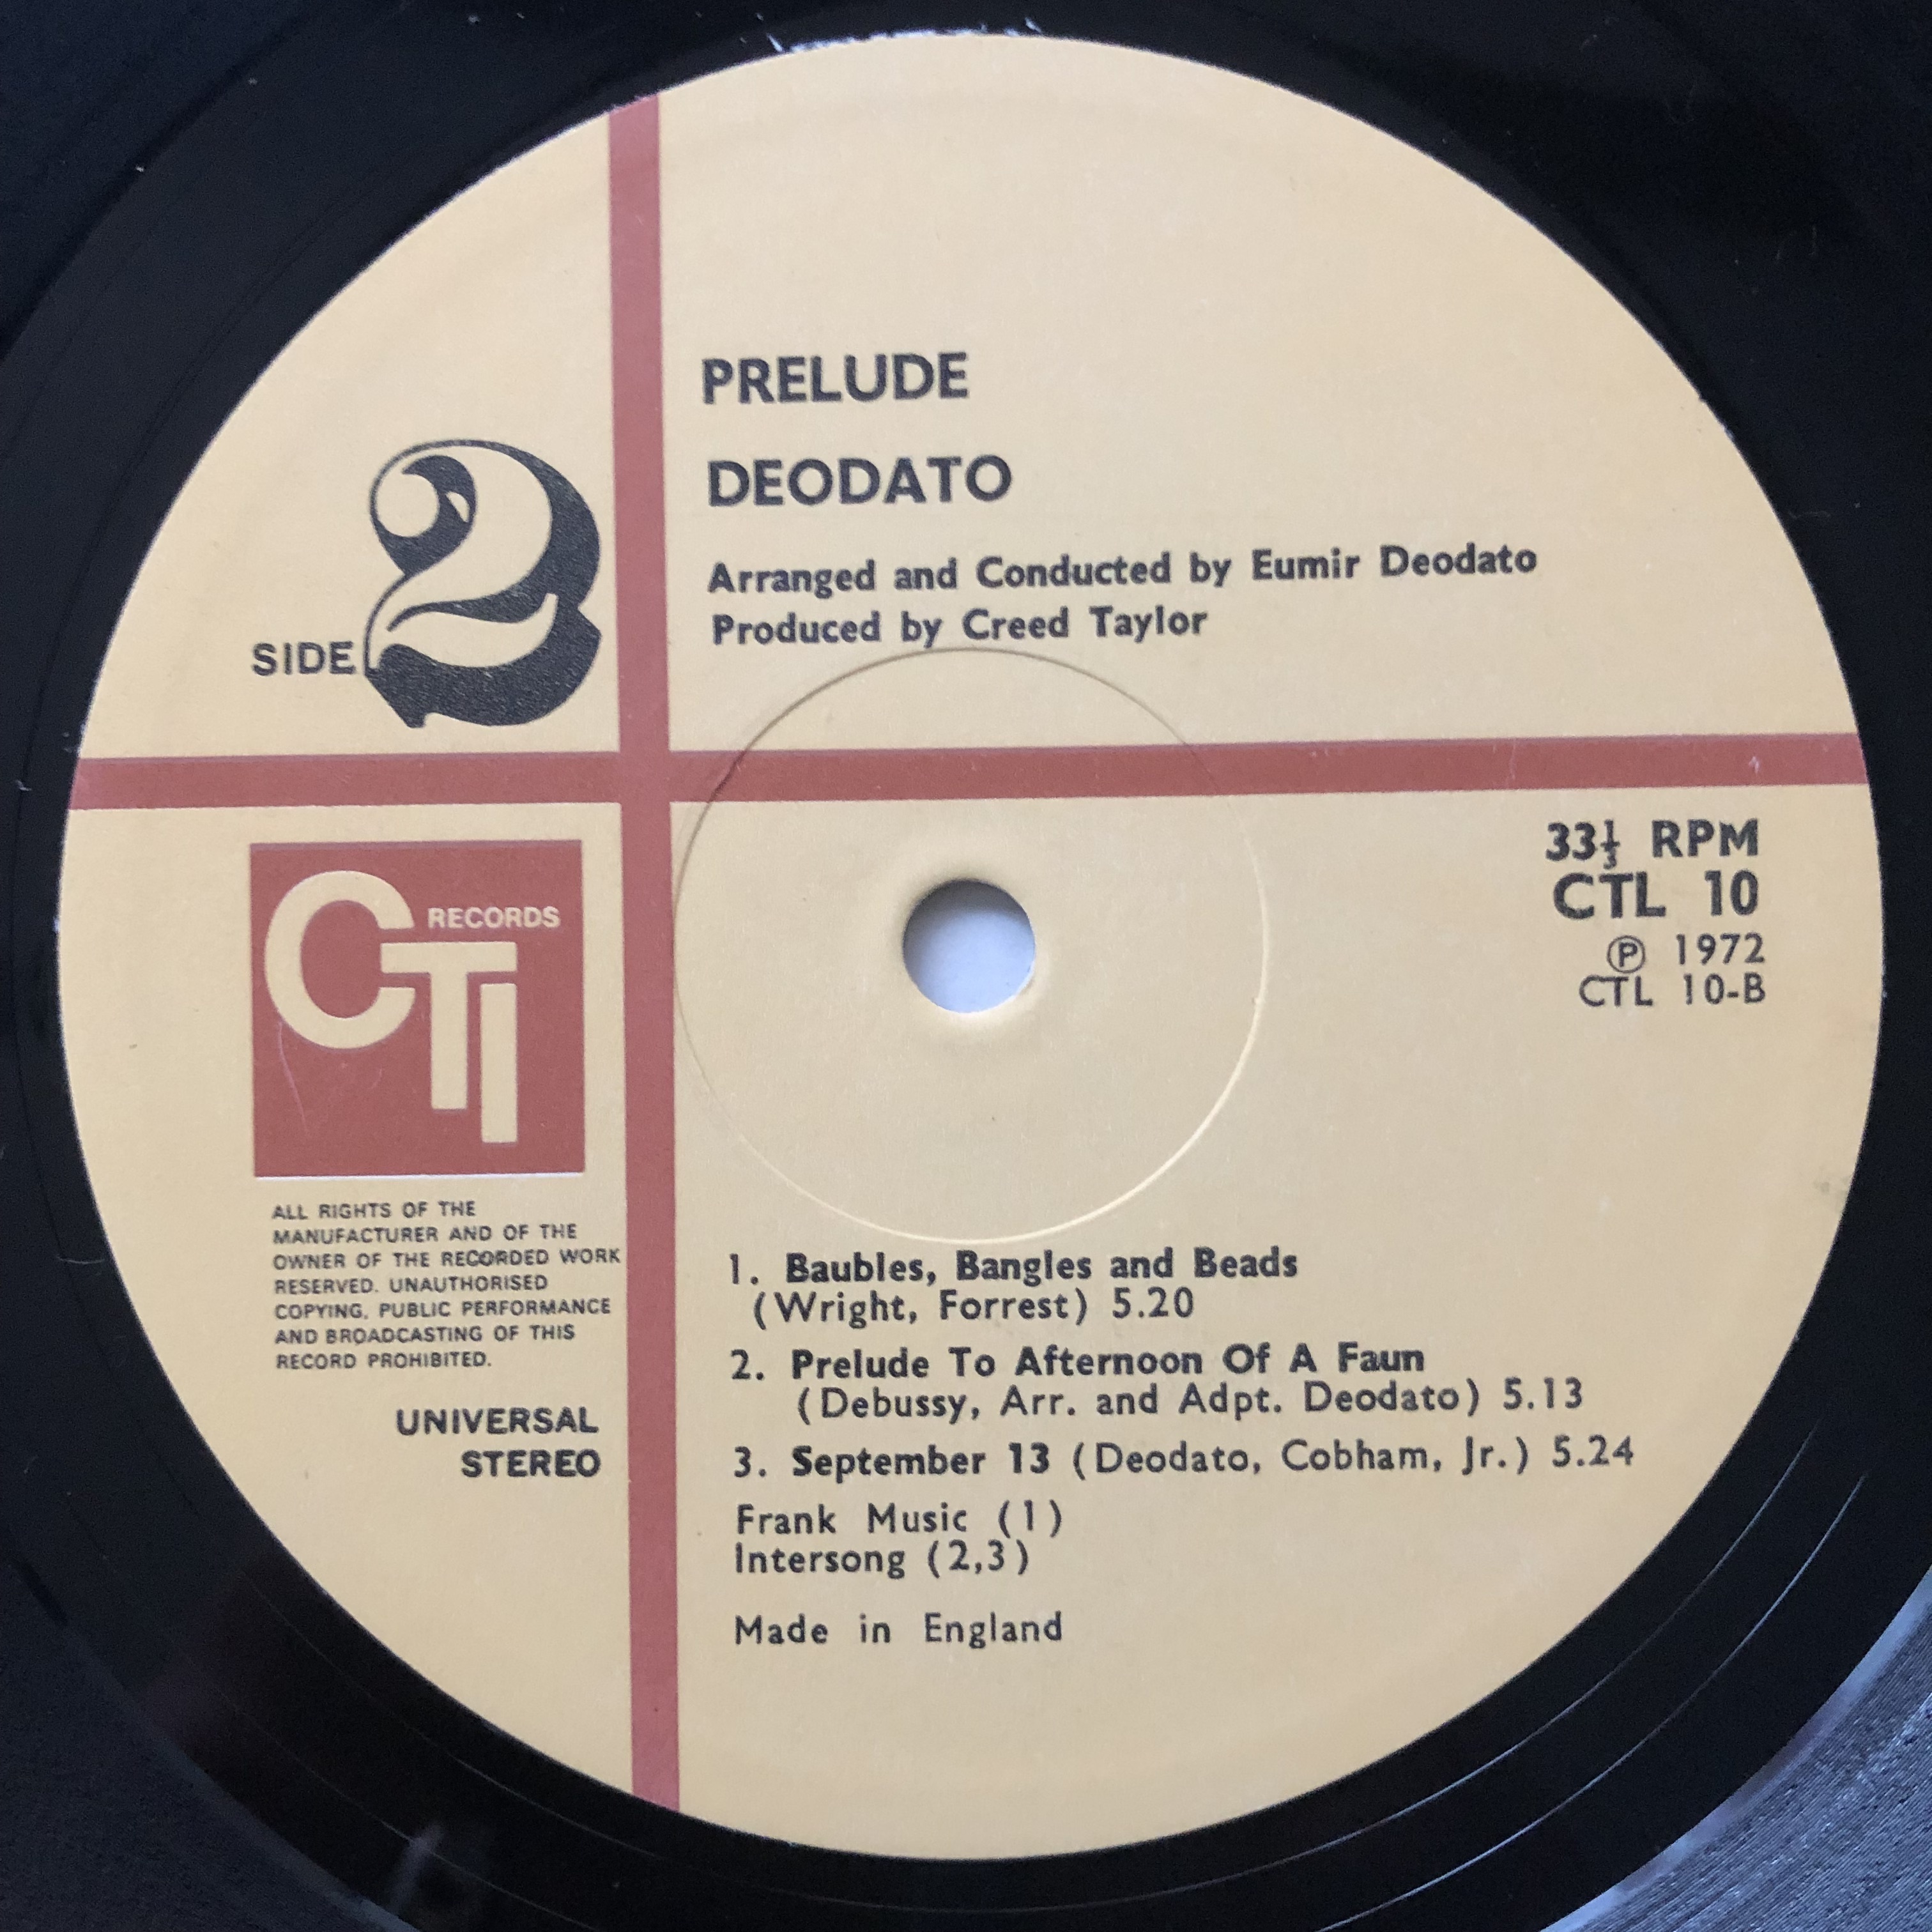 PRELUDE
DEODATO
Arranged and Conducted by Eumir Deodato
Produced by Creed Taylor
SIDE 2
33⅓ RPM
CTL 10
Ⓟ 1972
CTL 10-B
CTI RECORDS
ALL RIGHTS OF THE
MANUFACTURER AND OF THE
OWNER OF THE RECORDED WORK
RESERVED. UNAUTHORISED
COPYING, PUBLIC PERFORMANCE
AND BROADCASTING OF THIS
RECORD PROHIBITED.
UNIVERSAL
STEREO
1. Baubles, Bangles and Beads
(Wright, Forrest) 5.20
2. Prelude To Afternoon Of A Faun
(Debussy, Arr. and Adpt. Deodato) 5.13
3. September 13 (Deodato, Cobham, Jr.) 5.24
Frank Music (1)
Intersong (2,3)
Made in England